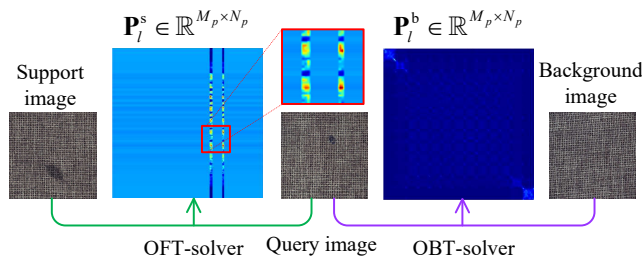 P_l^s ∈ ℝ^{M_p×N_p}
P_l^b ∈ ℝ^{M_p×N_p}
Support
image
Background
image
OFT-solver
Query image
OBT-solver